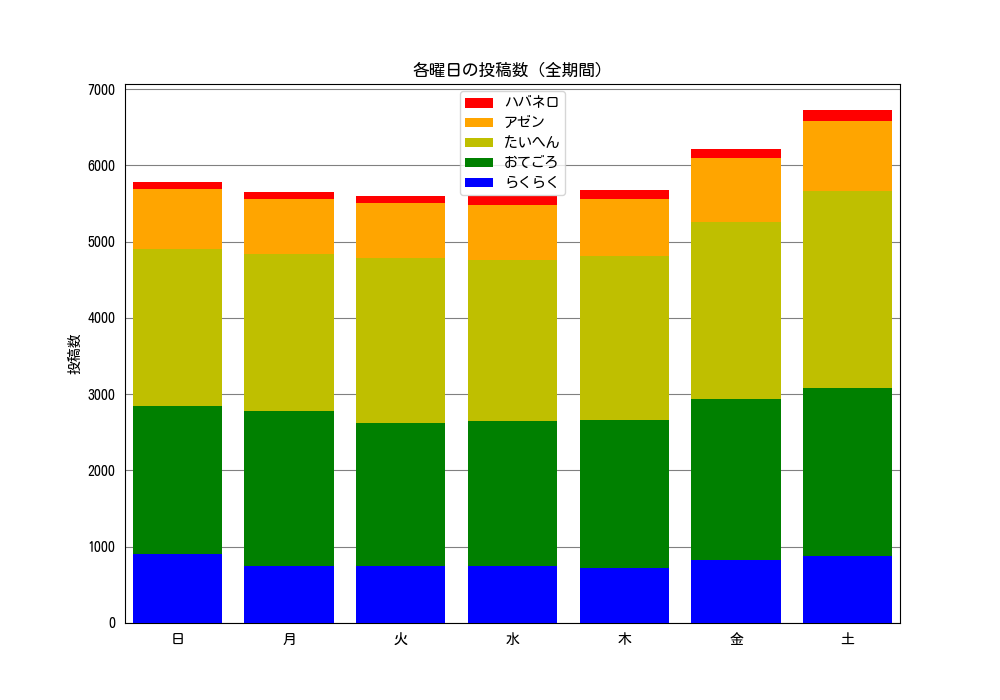 各曜日の投稿数（全期間）
ハバネロ
アゼン
たいへん
おてごろ
らくらく
投稿数
7000
6000
5000
4000
3000
2000
1000
0
日 月 火 水 木 金 土